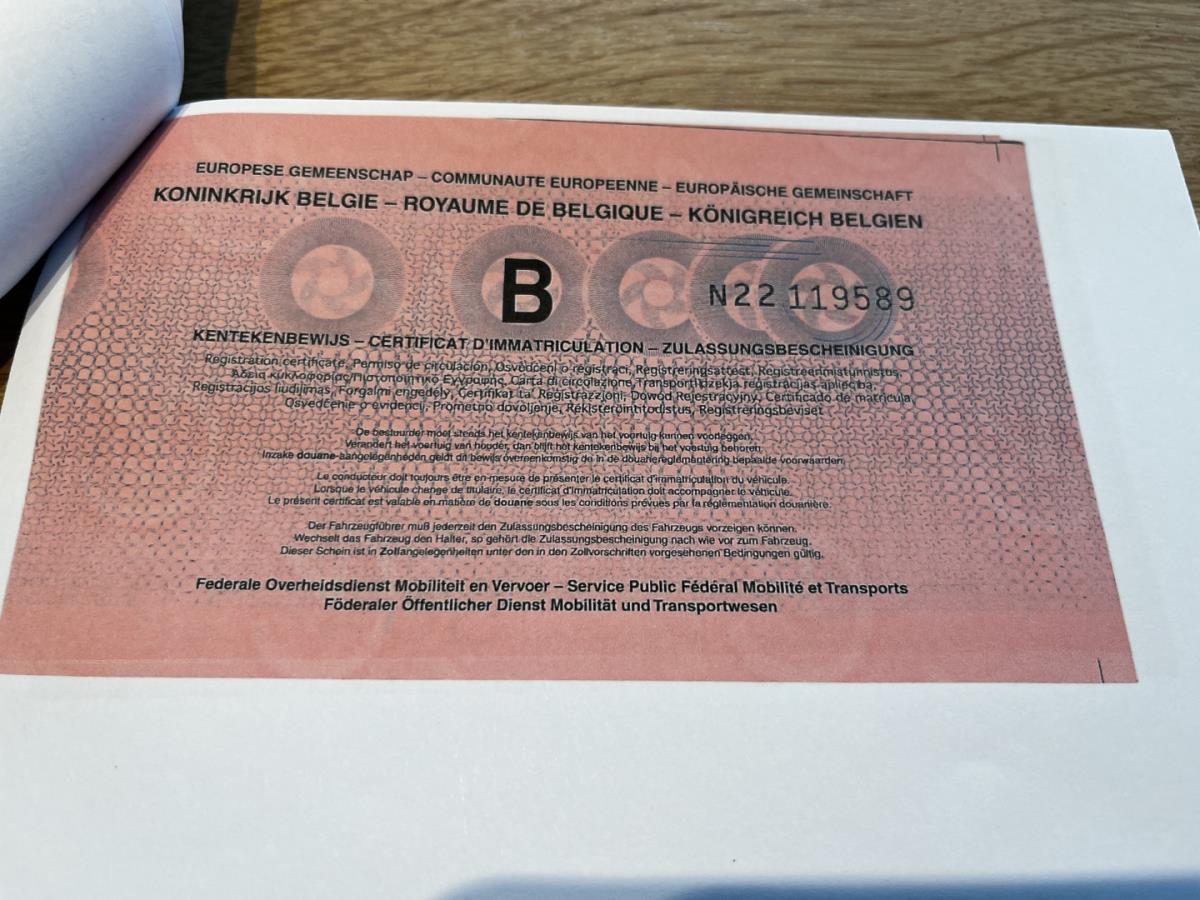 EUROPESE GEMEENSCHAP – COMMUNAUTE EUROPEENNE – EUROPÄISCHE GEMEINSCHAFT
KONINKRIJK BELGIE – ROYAUME DE BELGIQUE – KÖNIGREICH BELGIEN
B
N22 119589
KENTEKENBEWIJS – CERTIFICAT D'IMMATRICULATION – ZULASSUNGSBESCHEINIGUNG
Registration certificate, Permiso de circulación, Osvědčení o registraci, Registreringsattest, Registreerimistunnistus,
Άδεια κυκλοφορίας/Πιστοποιητικό Εγγραφής, Carta di circolazione, Transportlīdzekļa reģistrācijas apliecība,
Registracijos liudijimas, Forgalmi engedély, Ċertifikat ta' Reġistrazzjoni, Dowód Rejestracyjny, Certificado de matrícula,
Osvedčenie o evidencii, Prometno dovoljenje, Rekisteröintitodistus, Registreringsbeviset
De bestuurder moet steeds het kentekenbewijs van het voertuig kunnen voorleggen.
Verandert het voertuig van houder, dan blijft het kentekenbewijs bij het voertuig behoren.
Inzake douane-aangelegenheden geldt dit bewijs overeenkomstig de in de douanereglementering bepaalde voorwaarden.
Le conducteur doit toujours être en mesure de présenter le certificat d'immatriculation du véhicule.
Lorsque le véhicule change de titulaire, le certificat d'immatriculation doit accompagner le véhicule.
Le présent certificat est valable en matière de douane sous les conditions prévues par la réglementation douanière.
Der Fahrzeugführer muß jederzeit den Zulassungsbescheinigung des Fahrzeugs vorzeigen können.
Wechselt das Fahrzeug den Halter, so gehört die Zulassungsbescheinigung nach wie vor zum Fahrzeug.
Dieser Schein ist in Zollangelegenheiten unter den in den Zollvorschriften vorgesehenen Bedingungen gültig.
Federale Overheidsdienst Mobiliteit en Vervoer – Service Public Fédéral Mobilité et Transports
Föderaler Öffentlicher Dienst Mobilität und Transportwesen